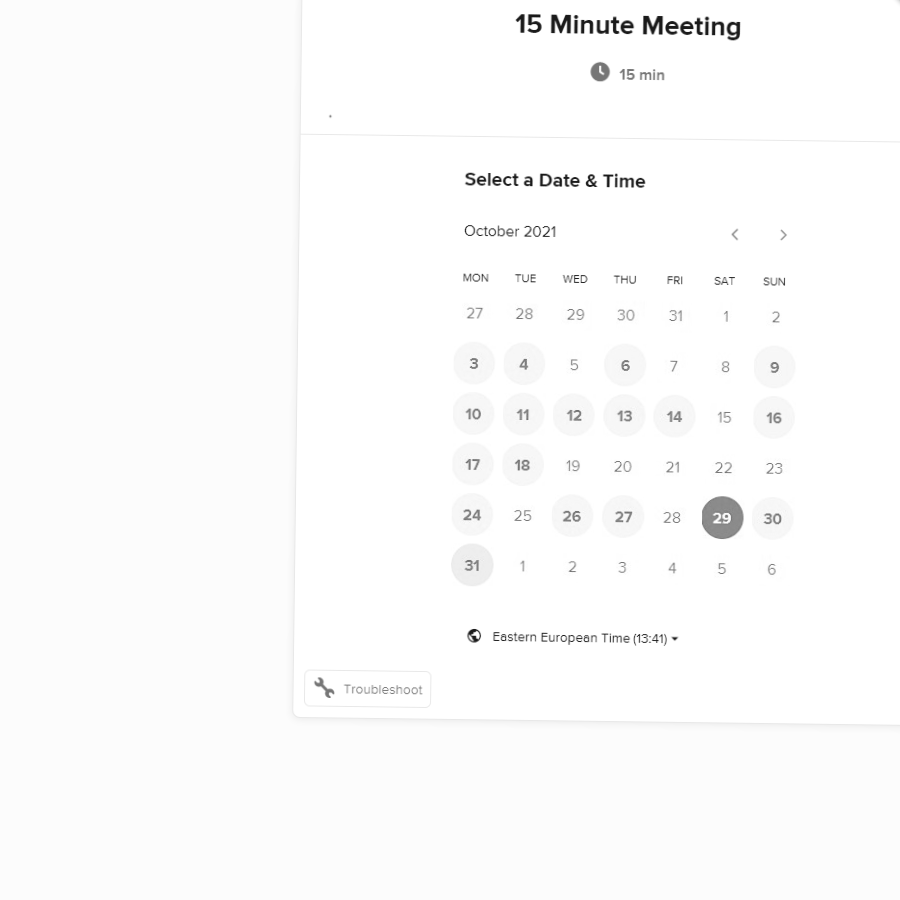 15 Minute Meeting
15 min
.
Select a Date & Time
October 2021
MON TUE WED THU FRI SAT SUN
27 28 29 30 31 1 2
3 4 5 6 7 8 9
10 11 12 13 14 15 16
17 18 19 20 21 22 23
24 25 26 27 28 29 30
31 1 2 3 4 5 6
Eastern European Time (13:41)
Troubleshoot